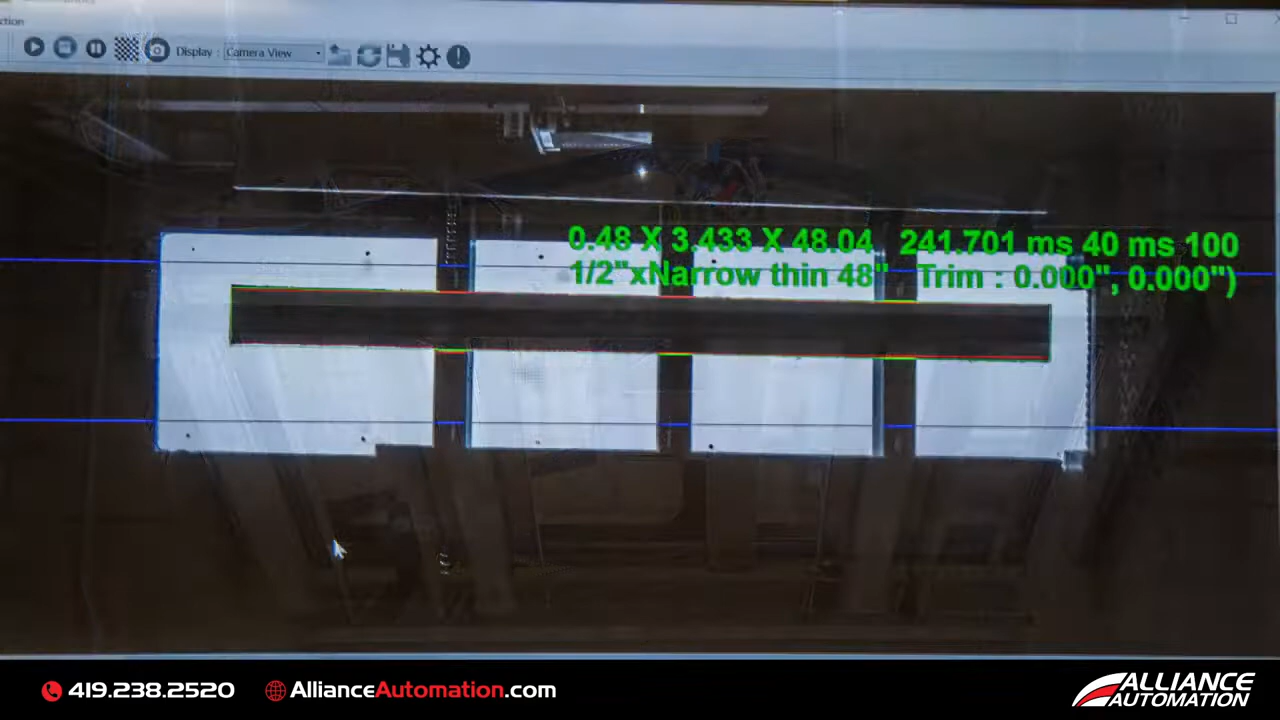 ction
Display :
Camera View
0.48 X 3.433 X 48.04 241.701 ms 40 ms 100
1/2"xNarrow thin 48" Trim : 0.000", 0.000")
419.238.2520
AllianceAutomation.com
ALLIANCE
AUTOMATION